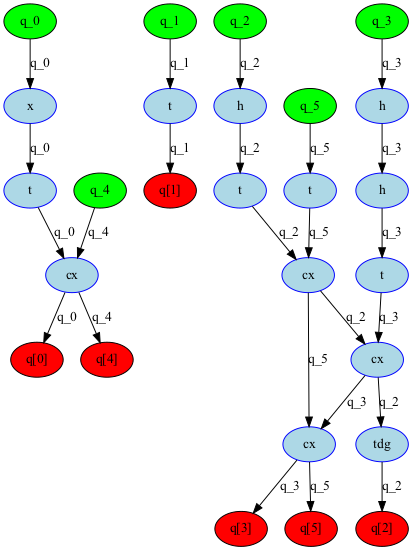 q_0 q_1 q_2 q_3
q_0 q_1 q_2 q_3
x t h q_5 h
q_0 q_1 q_2 q_5 q_3
t q_4 q[1] t t h
q_0 q_4 q_2 q_5 q_3
cx cx t
q_0 q_4 q_2 q_3
q[0] q[4] q_5 cx
q_3 q_2
cx tdg
q_3 q_5 q_2
q[3] q[5] q[2]